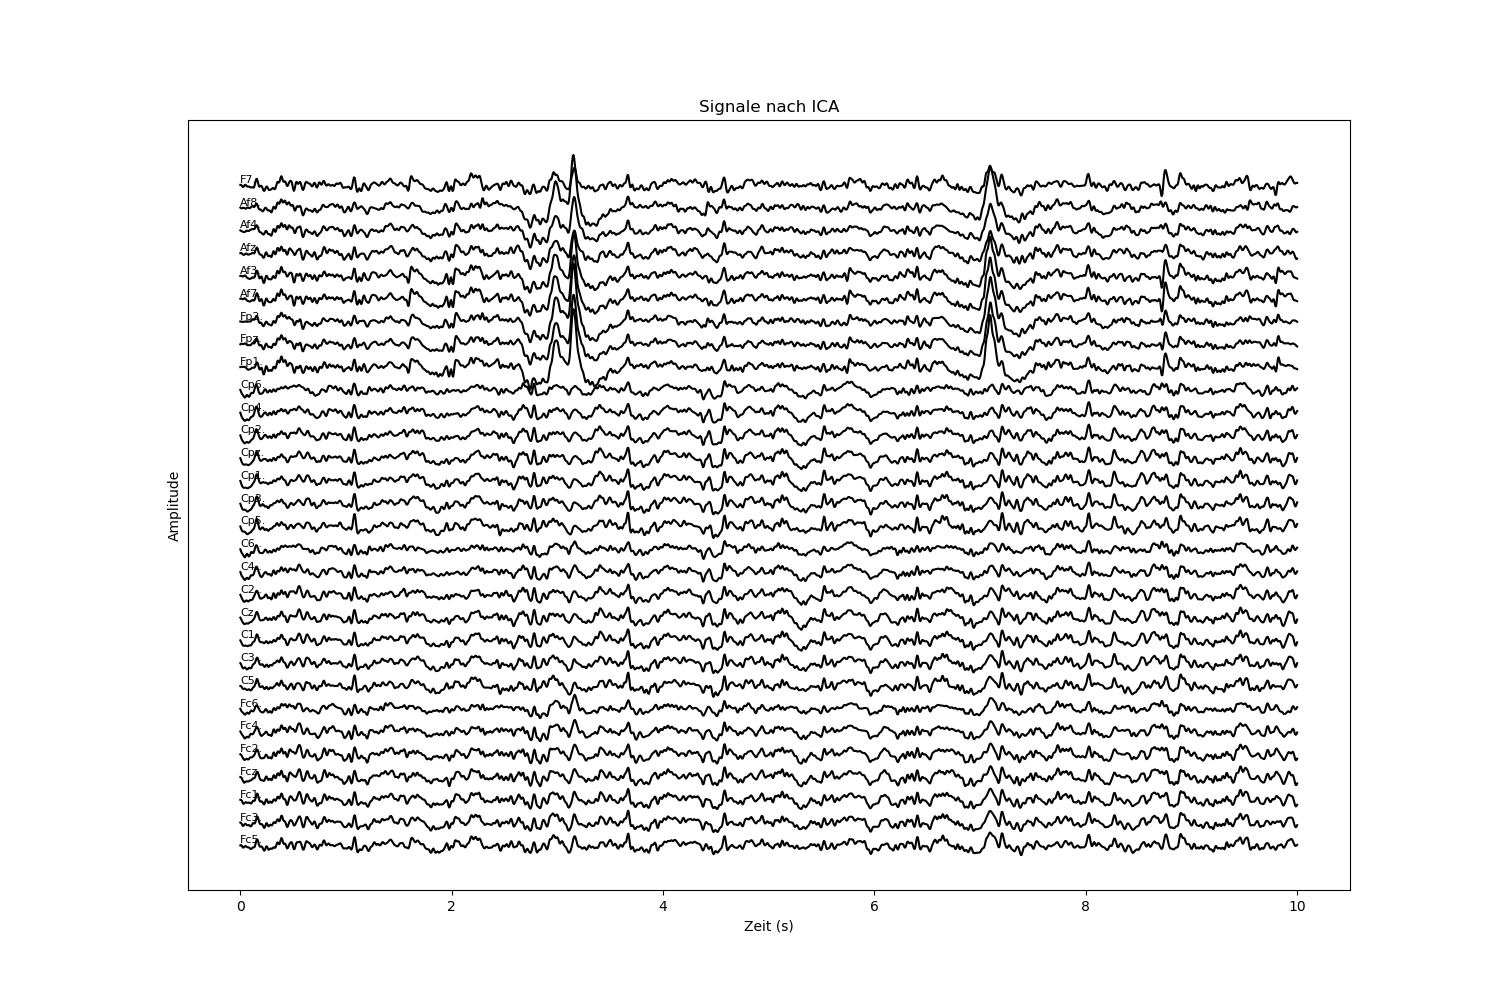 Signale nach ICA
F7
Af8
Af4
Afz
Af3
Af7
Fp2
Fpz
Fp1
Cp6
Cp4
Cp2
Cpz
Cp1
Cp3
Cp5
C6
C4
C2
Cz
C1
C3
C5
Fc6
Fc4
Fc2
Fcz
Fc1
Fc3
Fc5
Amplitude
0 2 4 6 8 10
Zeit (s)